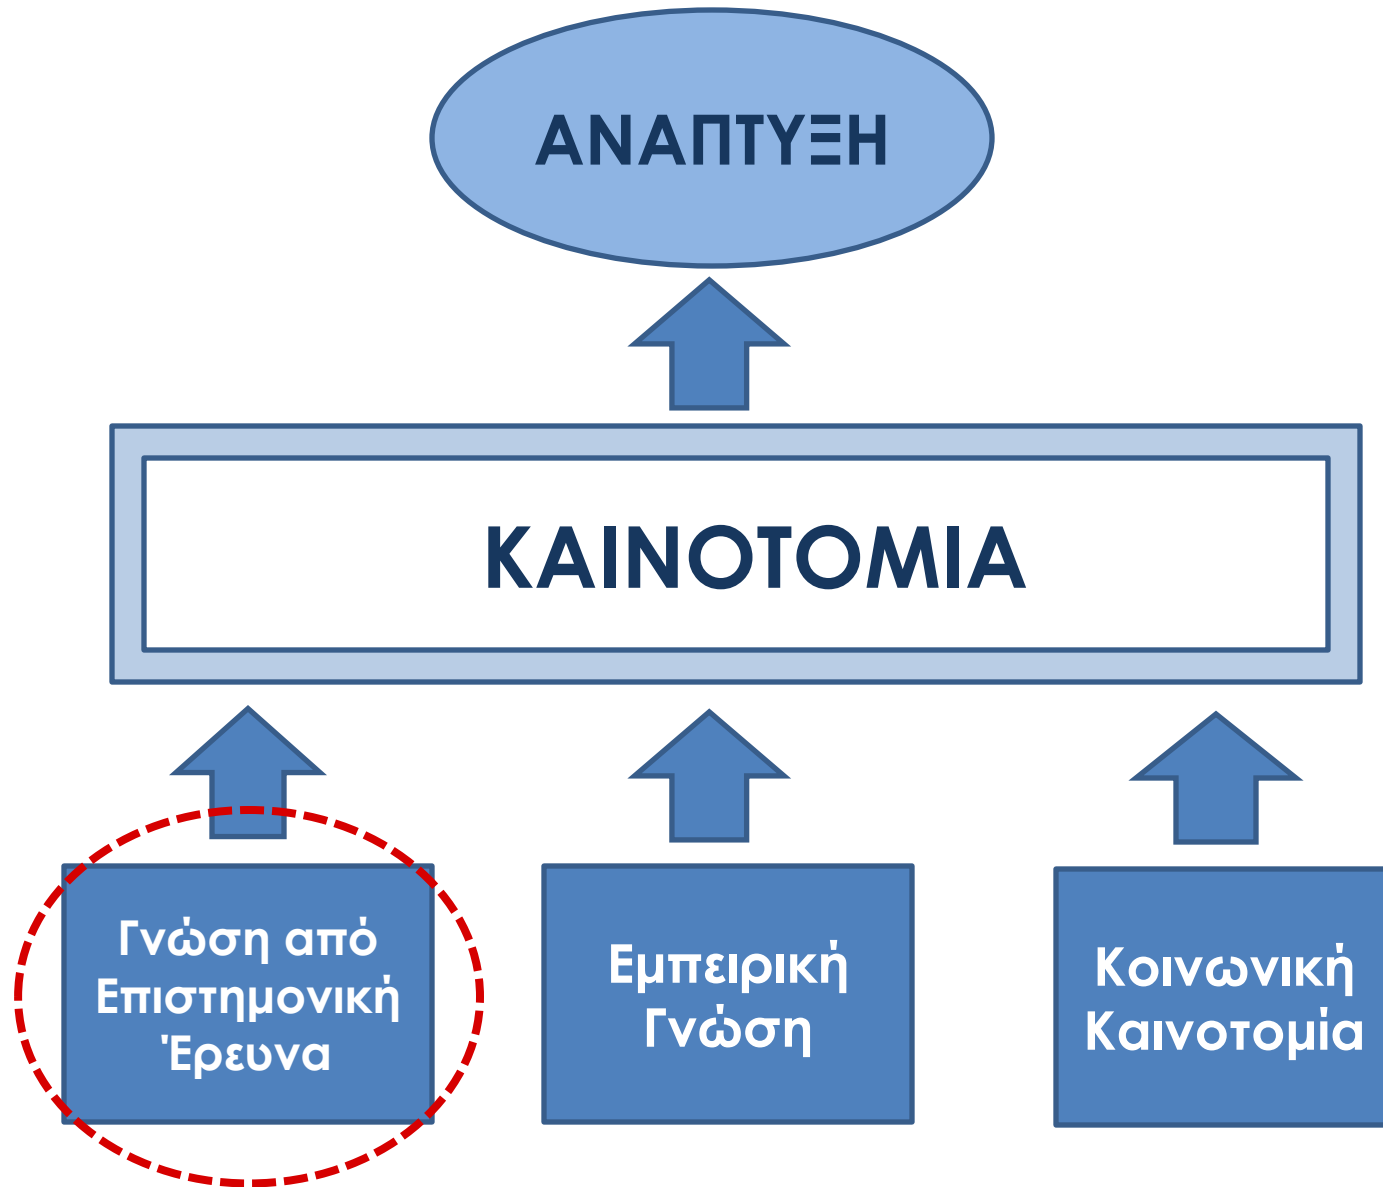 ΑΝΑΠΤΥΞΗ
ΚΑΙΝΟΤΟΜΙΑ
Γνώση από
Επιστημονική
Έρευνα
Εμπειρική
Γνώση
Κοινωνική
Καινοτομία